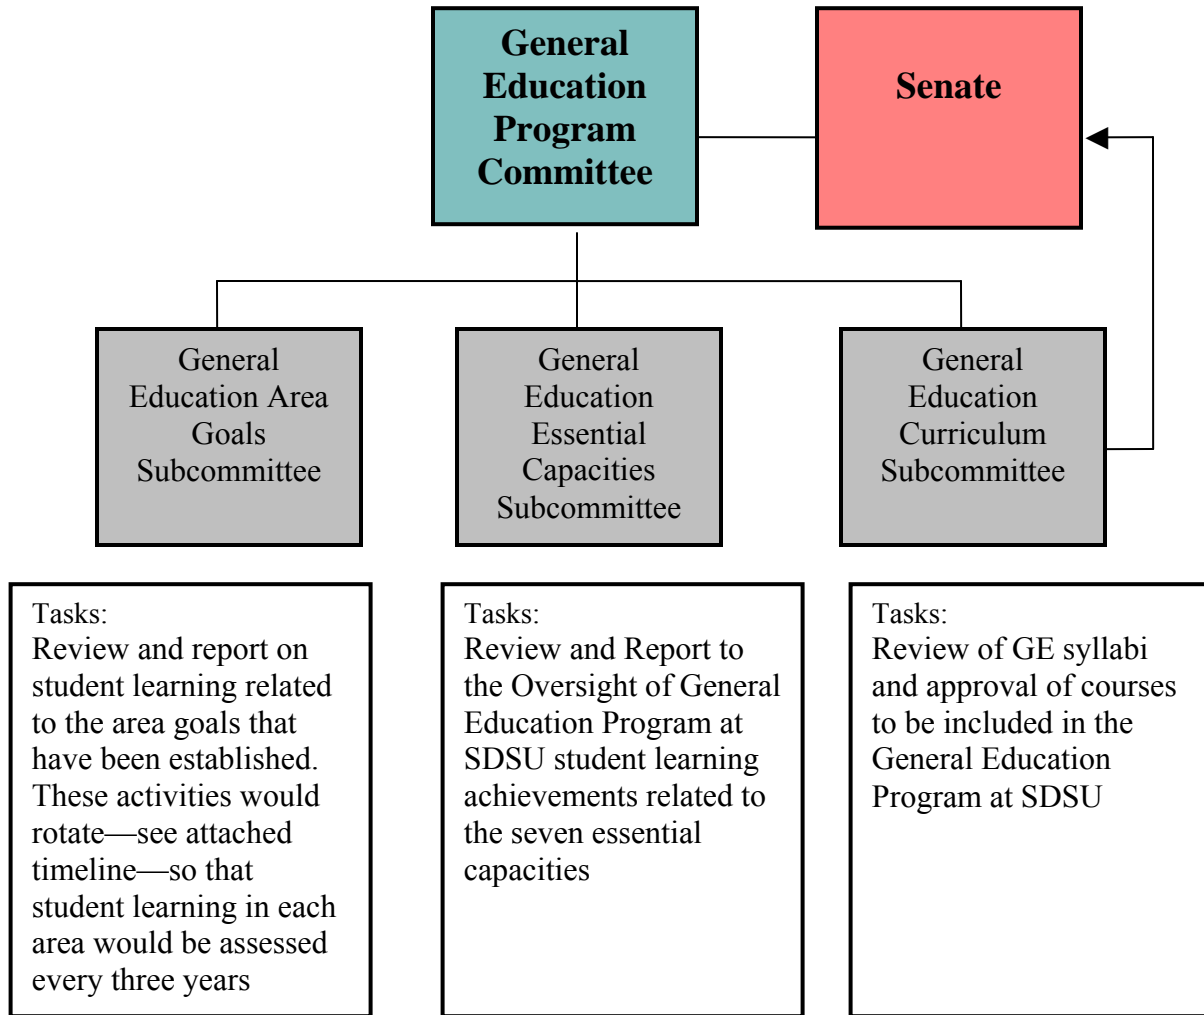 General
Education
Program
Committee
Senate
General
Education Area
Goals
Subcommittee
General
Education
Essential
Capacities
Subcommittee
General
Education
Curriculum
Subcommittee
Tasks:
Review and report on
student learning related
to the area goals that
have been established.
These activities would
rotate—see attached
timeline—so that
student learning in each
area would be assessed
every three years
Tasks:
Review and Report to
the Oversight of General
Education Program at
SDSU student learning
achievements related to
the seven essential
capacities
Tasks:
Review of GE syllabi
and approval of courses
to be included in the
General Education
Program at SDSU